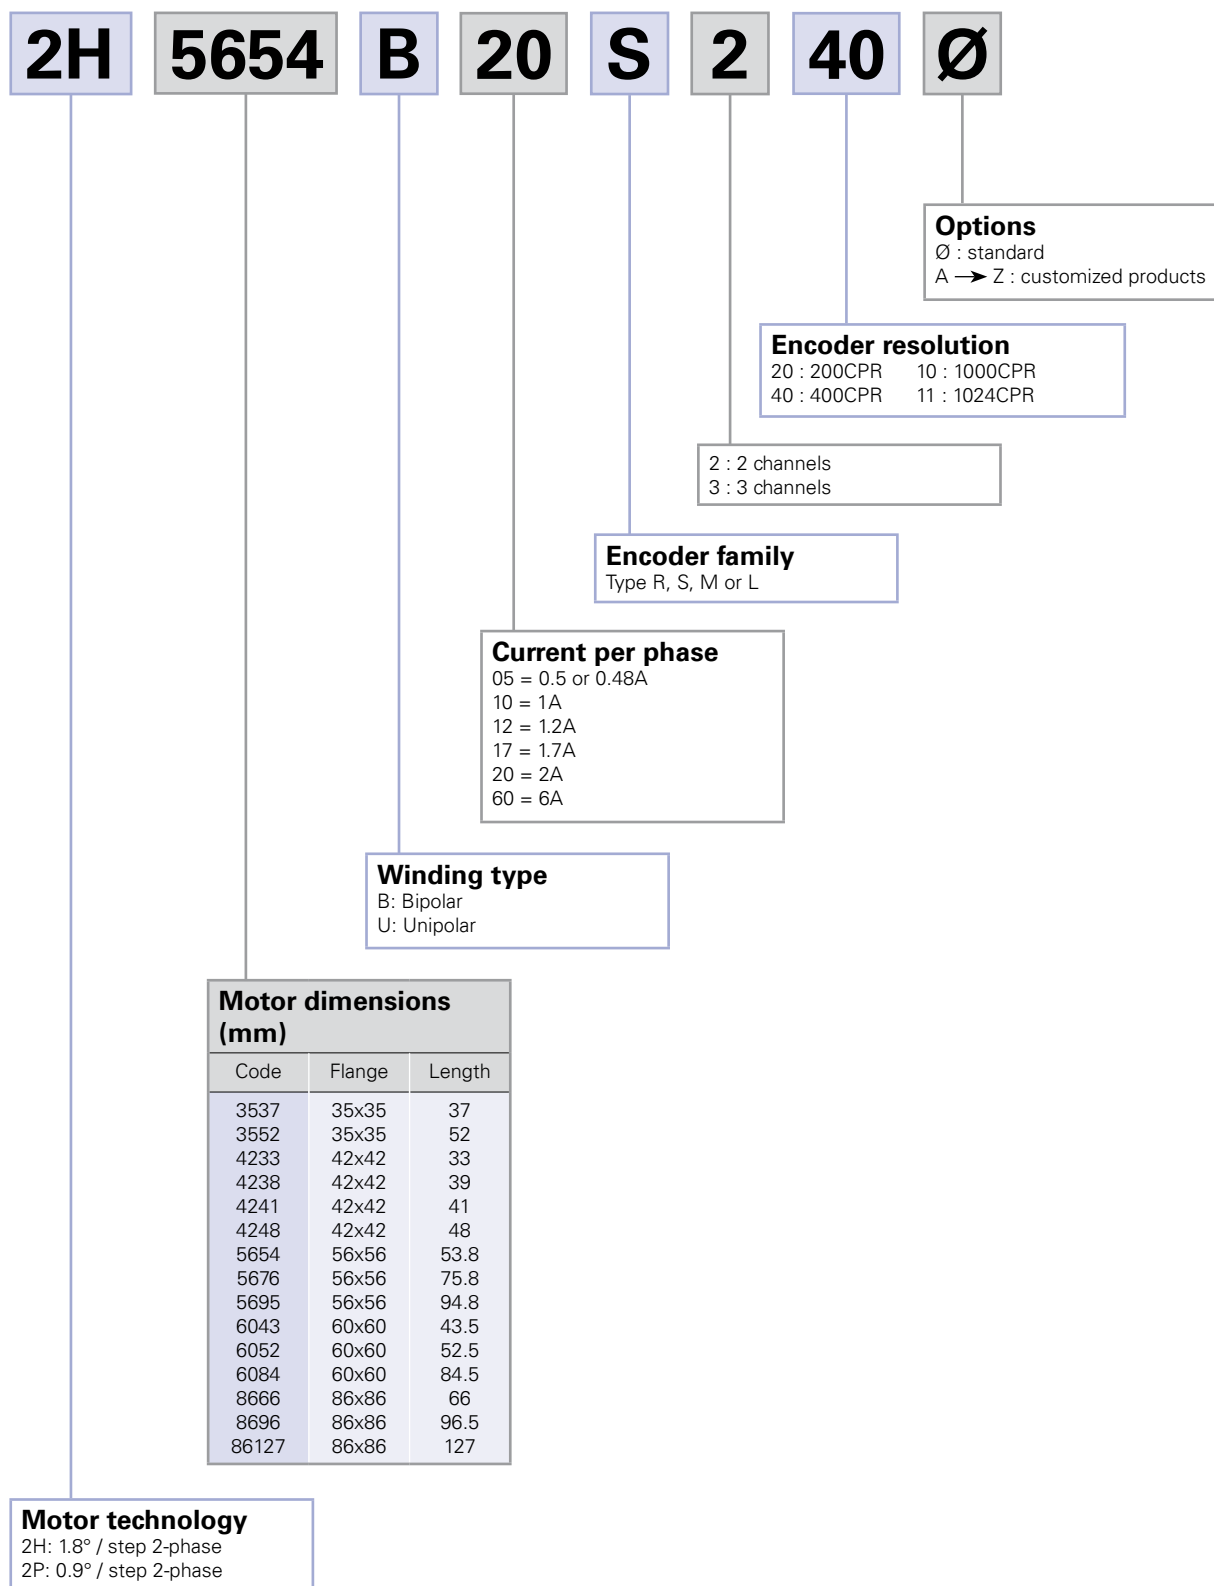 2H 5654 B 20 S 2 40 Ø
Options
Ø : standard
A → Z : customized products
Encoder resolution
20 : 200CPR 10 : 1000CPR
40 : 400CPR 11 : 1024CPR
2 : 2 channels
3 : 3 channels
Encoder family
Type R, S, M or L
Current per phase
05 = 0.5 or 0.48A
10 = 1A
12 = 1.2A
17 = 1.7A
20 = 2A
60 = 6A
Winding type
B: Bipolar
U: Unipolar
Motor dimensions
(mm)
Code Flange Length
3537 35x35 37
3552 35x35 52
4233 42x42 33
4238 42x42 39
4241 42x42 41
4248 42x42 48
5654 56x56 53.8
5676 56x56 75.8
5695 56x56 94.8
6043 60x60 43.5
6052 60x60 52.5
6084 60x60 84.5
8666 86x86 66
8696 86x86 96.5
86127 86x86 127
Motor technology
2H: 1.8° / step 2-phase
2P: 0.9° / step 2-phase